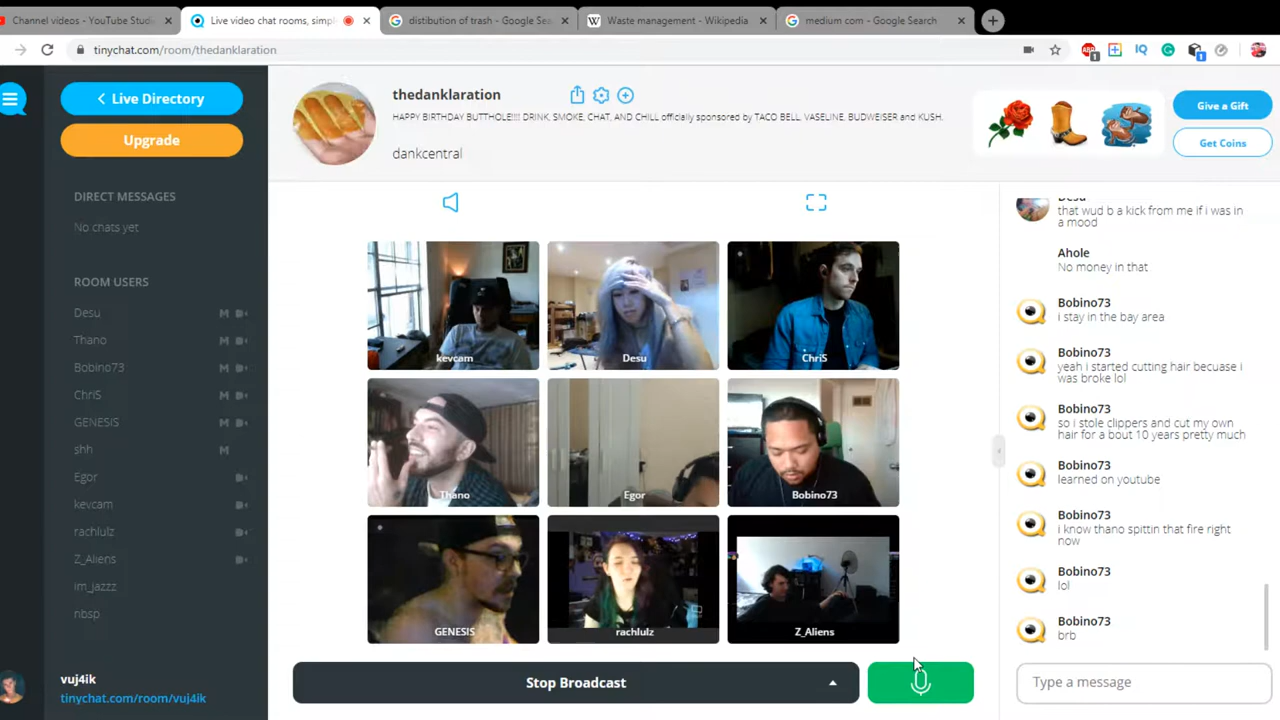 Channel videos - YouTube Studi
Live video chat rooms, simpl
distibution of trash - Google Sea
Waste management - Wikipedia
medium com - Google Search
tinychat.com/room/thedanklaration
ABP
1
IQ
1
Live Directory
Upgrade
DIRECT MESSAGES
No chats yet
ROOM USERS
Desu M
Thano M
Bobino73 M
ChriS M
GENESIS M
shh M
Egor
kevcam
rachlulz
Z_Aliens
im_jazzz
nbsp
vuj4ik
tinychat.com/room/vuj4ik
thedanklaration
HAPPY BIRTHDAY BUTTHOLE!!!! DRINK, SMOKE, CHAT, AND CHILL officially sponsored by TACO BELL, VASELINE, BUDWEISER and KUSH.
dankcentral
Give a Gift
Get Coins
kevcam
Desu
ChriS
Thano
Egor
Bobino73
GENESIS
rachlulz
Z_Aliens
Stop Broadcast
Desu
that wud b a kick from me if i was in
a mood
Ahole
No money in that
Bobino73
i stay in the bay area
Bobino73
yeah i started cutting hair becuase i
was broke lol
Bobino73
so i stole clippers and cut my own
hair for a bout 10 years pretty much
Bobino73
learned on youtube
Bobino73
i know thano spittin that fire right
now
Bobino73
lol
Bobino73
brb
Type a message